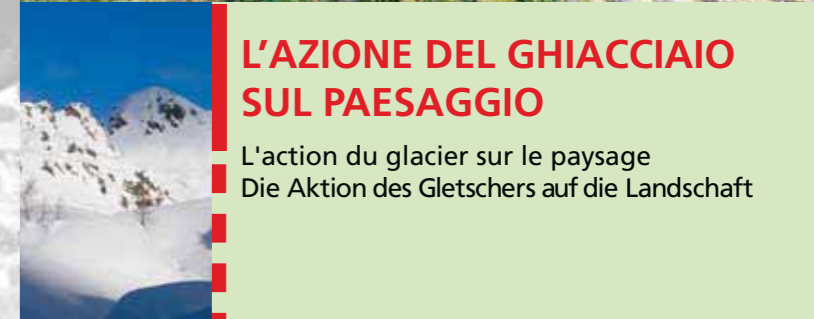 L’AZIONE DEL GHIACCIAIO
SUL PAESAGGIO
L'action du glacier sur le paysage
Die Aktion des Gletschers auf die Landschaft